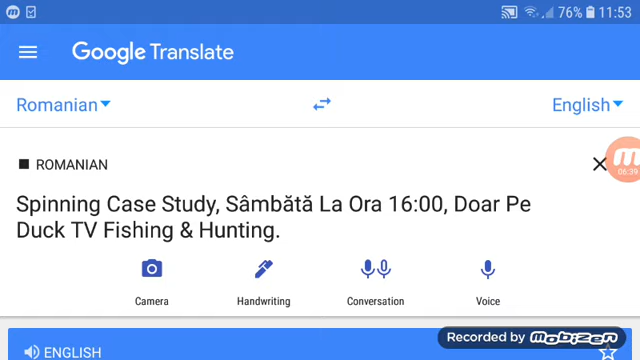 76% 11:53
Google Translate
Romanian English
ROMANIAN
06:39
Spinning Case Study, Sâmbătă La Ora 16:00, Doar Pe
Duck TV Fishing & Hunting.
Camera Handwriting Conversation Voice
Recorded by mobizen
ENGLISH